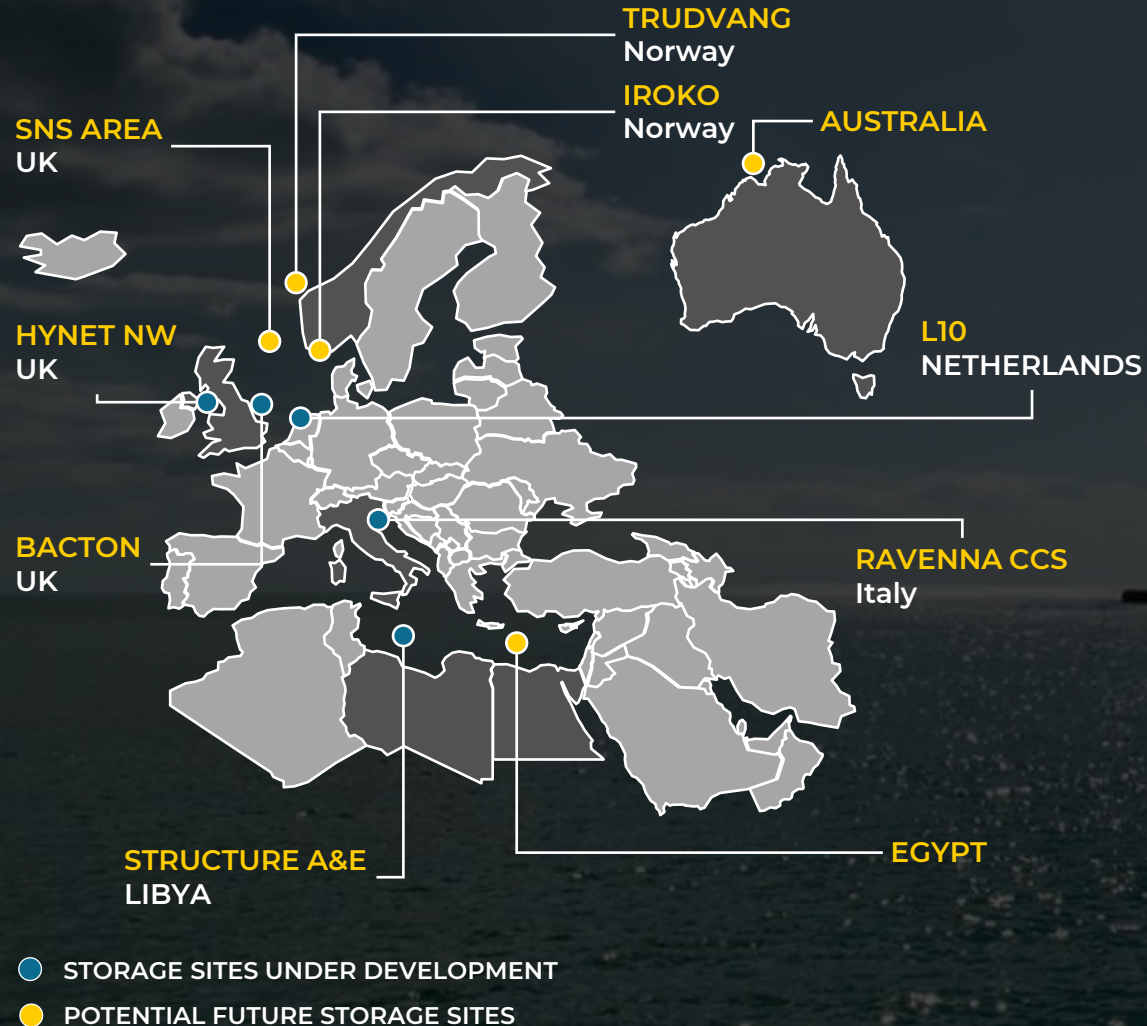 TRUDVANG
Norway
IROKO
Norway
AUSTRALIA
SNS AREA
UK
HYNET NW
UK
L10
NETHERLANDS
BACTON
UK
RAVENNA CCS
Italy
STRUCTURE A&E
LIBYA
EGYPT
STORAGE SITES UNDER DEVELOPMENT
POTENTIAL FUTURE STORAGE SITES